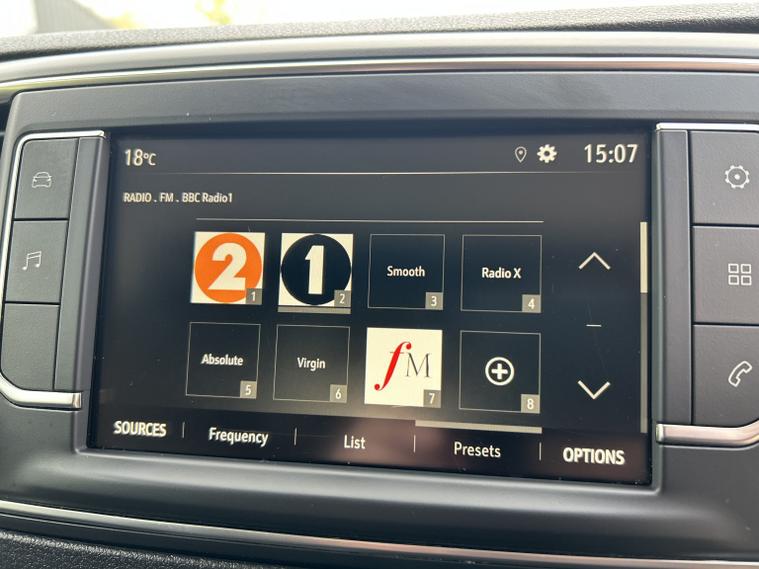 18°C 15:07
RADIO . FM . BBC Radio1
2 1
1 2
Smooth 3
Radio X 4
Absolute 5
Virgin 6
fM 7
8
SOURCES Frequency List Presets OPTIONS